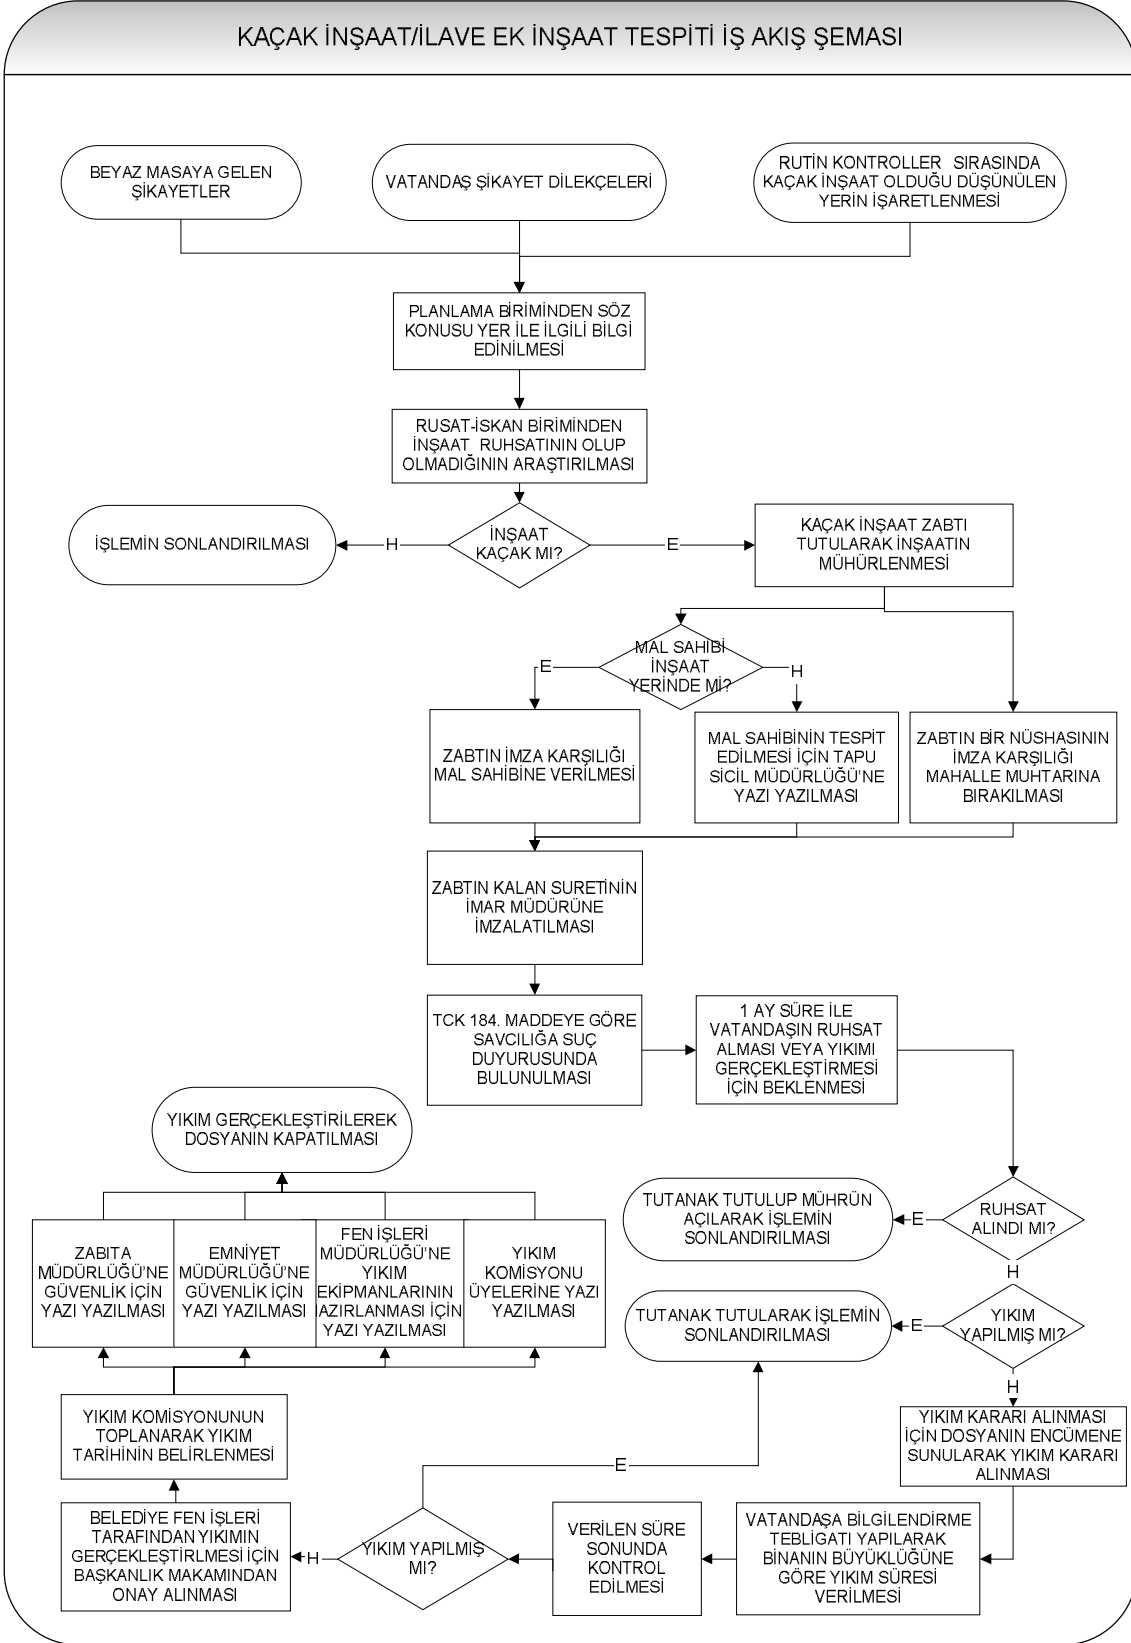 KAÇAK İNŞAAT/İLAVE EK İNŞAAT TESPİTİ İŞ AKIŞ ŞEMASI
BEYAZ MASAYA GELEN
ŞİKAYETLER
VATANDAŞ ŞİKAYET DİLEKÇELERİ
RUTİN KONTROLLER SIRASINDA
KAÇAK İNŞAAT OLDUĞU DÜŞÜNÜLEN
YERİN İŞARETLENMESİ
PLANLAMA BİRİMİNDEN SÖZ
KONUSU YER İLE İLGİLİ BİLGİ
EDİNİLMESİ
RUSAT-İSKAN BİRİMİNDEN
İNŞAAT RUHSATININ OLUP
OLMADIĞININ ARAŞTIRILMASI
İNŞAAT
KAÇAK MI?
H
İŞLEMİN SONLANDIRILMASI
E
KAÇAK İNŞAAT ZABTI
TUTULARAK İNŞAATIN
MÜHÜRLENMESİ
MAL SAHİBİ
İNŞAAT
YERİNDE Mİ?
E
H
ZABTIN İMZA KARŞILIĞI
MAL SAHİBİNE VERİLMESİ
MAL SAHİBİNİN TESPİT
EDİLMESİ İÇİN TAPU
SİCİL MÜDÜRLÜĞÜ'NE
YAZI YAZILMASI
ZABTIN BİR NÜSHASININ
İMZA KARŞILIĞI
MAHALLE MUHTARINA
BIRAKILMASI
ZABTIN KALAN SURETİNİN
İMAR MÜDÜRÜNE
İMZALATILMASI
TCK 184. MADDEYE GÖRE
SAVCILIĞA SUÇ
DUYURUSUNDA
BULUNULMASI
1 AY SÜRE İLE
VATANDAŞIN RUHSAT
ALMASI VEYA YIKIMI
GERÇEKLEŞTİRMESİ
İÇİN BEKLENMESİ
RUHSAT
ALINDI MI?
E
TUTANAK TUTULUP MÜHRÜN
AÇILARAK İŞLEMİN
SONLANDIRILMASI
H
YIKIM
YAPILMIŞ MI?
E
TUTANAK TUTULARAK İŞLEMİN
SONLANDIRILMASI
H
YIKIM KARARI ALINMASI
İÇİN DOSYANIN ENCÜMENE
SUNULARAK YIKIM KARARI
ALINMASI
VATANDAŞA BİLGİLENDİRME
TEBLİGATI YAPILARAK
BİNANIN BÜYÜKLÜĞÜNE
GÖRE YIKIM SÜRESİ
VERİLMESİ
VERİLEN SÜRE
SONUNDA
KONTROL
EDİLMESİ
YIKIM YAPILMIŞ
MI?
E
H
BELEDİYE FEN İŞLERİ
TARAFINDAN YIKIMIN
GERÇEKLEŞTİRLMESİ İÇİN
BAŞKANLIK MAKAMINDAN
ONAY ALINMASI
YIKIM KOMİSYONUNUN
TOPLANARAK YIKIM
TARİHİNİN BELİRLENMESİ
ZABITA
MÜDÜRLÜĞÜ'NE
GÜVENLİK İÇİN
YAZI YAZILMASI
EMNİYET
MÜDÜRLÜĞÜ'NE
GÜVENLİK İÇİN
YAZI YAZILMASI
FEN İŞLERİ
MÜDÜRLÜĞÜ'NE
YIKIM
EKİPMANLARININ
HAZIRLANMASI İÇİN
YAZI YAZILMASI
YIKIM
KOMİSYONU
ÜYELERİNE YAZI
YAZILMASI
YIKIM GERÇEKLEŞTİRİLEREK
DOSYANIN KAPATILMASI